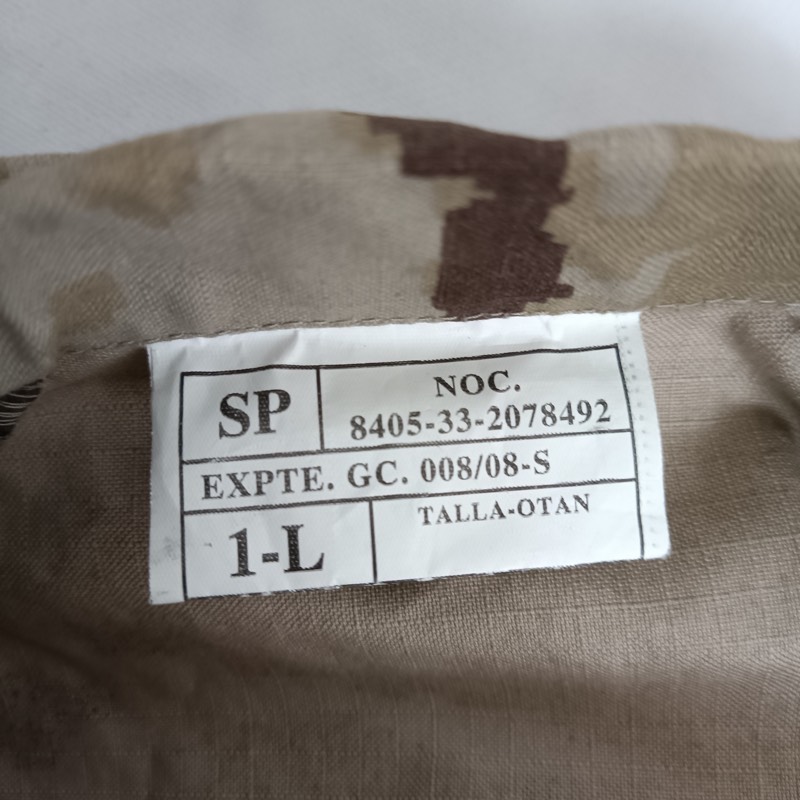 SP
NOC.
8405-33-2078492
EXPTE. GC. 008/08-S
1-L
TALLA-OTAN